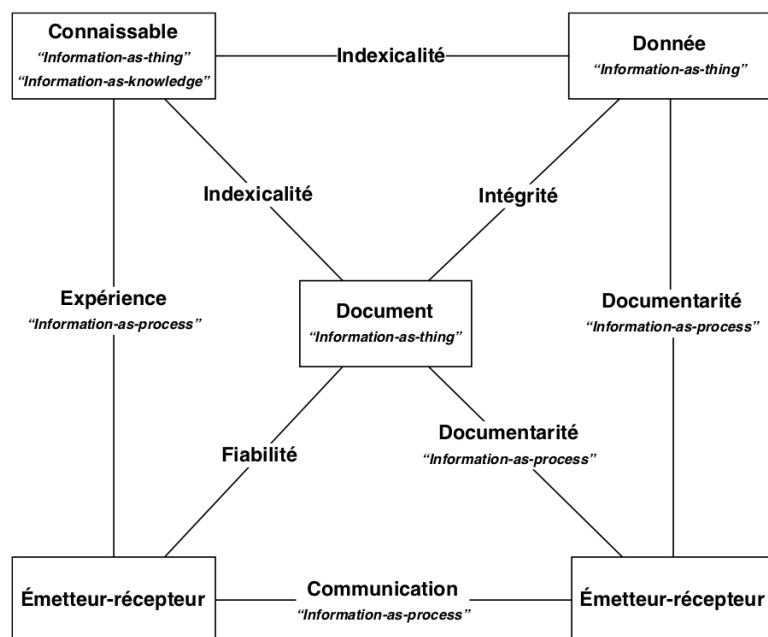 Connaissable
“Information-as-thing”
“Information-as-knowledge”
Indexicalité
Donnée
“Information-as-thing”
Indexicalité
Intégrité
Expérience
“Information-as-process”
Document
“Information-as-thing”
Documentarité
“Information-as-process”
Fiabilité
Documentarité
“Information-as-process”
Émetteur-récepteur
Communication
“Information-as-process”
Émetteur-récepteur